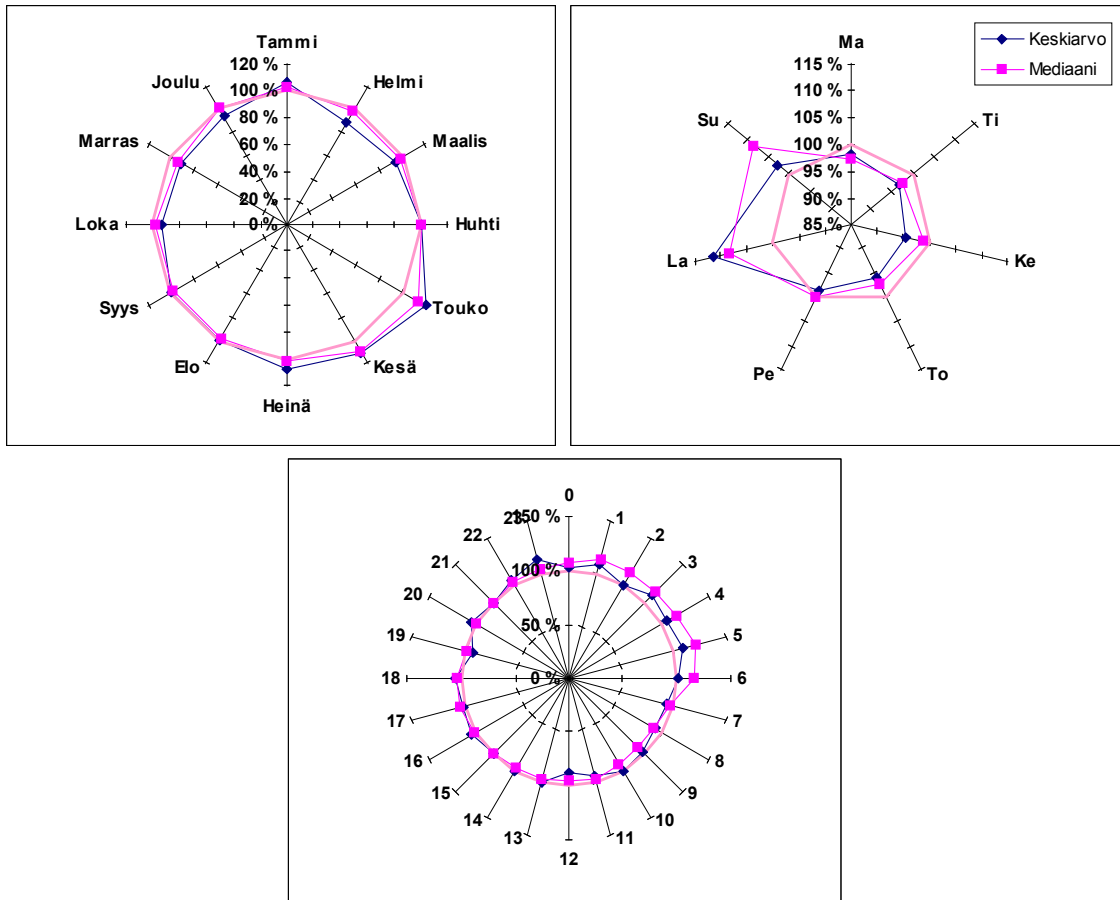 Tammi
120 %
100 %
80 %
60 %
40 %
20 %
0 %
Helmi
Maalis
Huhti
Touko
Kesä
Heinä
Elo
Syys
Loka
Marras
Joulu
Ma
115 %
110 %
105 %
100 %
95 %
90 %
85 %
Ti
Ke
To
Pe
La
Su
Keskiarvo
Mediaani
0
150 %
100 %
50 %
0 %
1
2
3
4
5
6
7
8
9
10
11
12
13
14
15
16
17
18
19
20
21
22
23